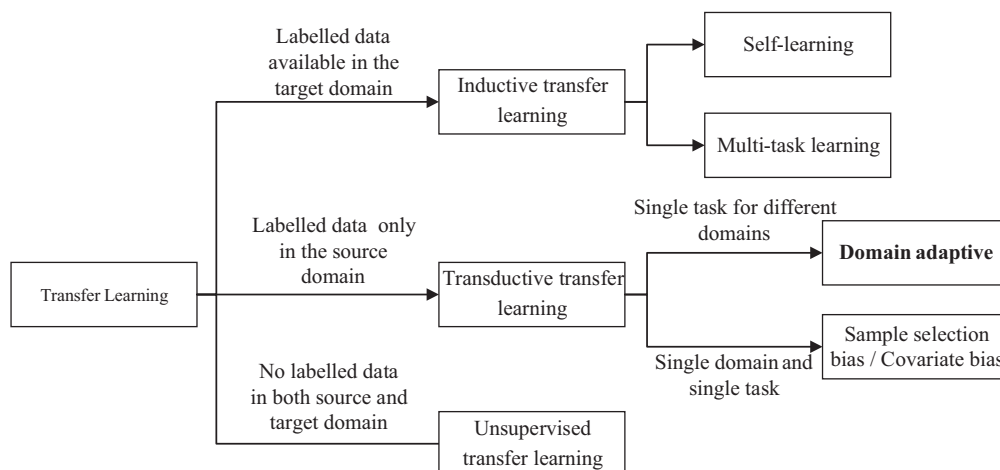 Labelled data
available in the
target domain
Inductive transfer
learning
Self-learning
Multi-task learning
Transfer Learning
Labelled data only
in the source
domain
Transductive transfer
learning
Single task for different
domains
Domain adaptive
Single domain and
single task
Sample selection
bias / Covariate bias
No labelled data
in both source and
target domain
Unsupervised
transfer learning